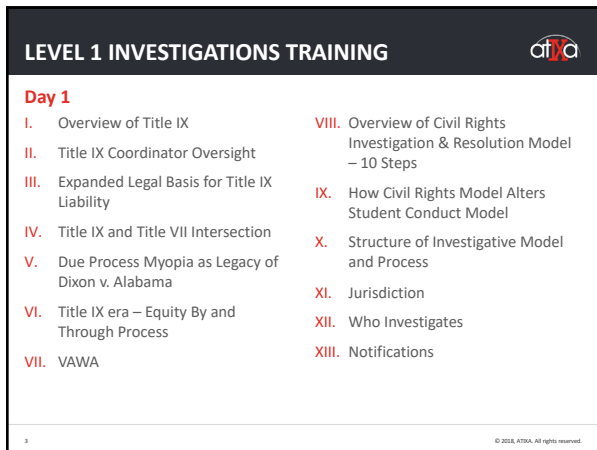 LEVEL 1 INVESTIGATIONS TRAINING
atIXa
Day 1
I. Overview of Title IX
II. Title IX Coordinator Oversight
III. Expanded Legal Basis for Title IX
Liability
IV. Title IX and Title VII Intersection
V. Due Process Myopia as Legacy of
Dixon v. Alabama
VI. Title IX era – Equity By and
Through Process
VII. VAWA
VIII. Overview of Civil Rights
Investigation & Resolution Model
– 10 Steps
IX. How Civil Rights Model Alters
Student Conduct Model
X. Structure of Investigative Model
and Process
XI. Jurisdiction
XII. Who Investigates
XIII. Notifications
3
© 2018, ATIXA. All rights reserved.